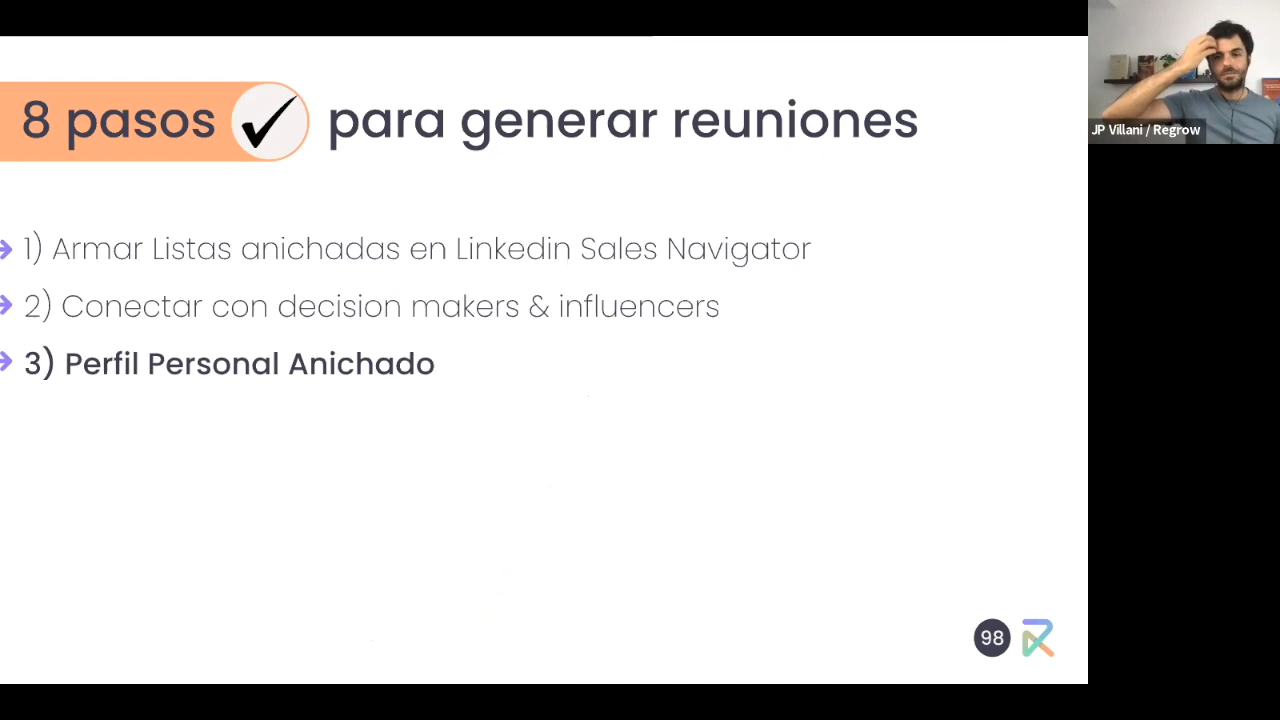 8 pasos para generar reuniones
1) Armar Listas anichadas en Linkedin Sales Navigator
2) Conectar con decision makers & influencers
3) Perfil Personal Anichado
98
JP Villani / Regrow